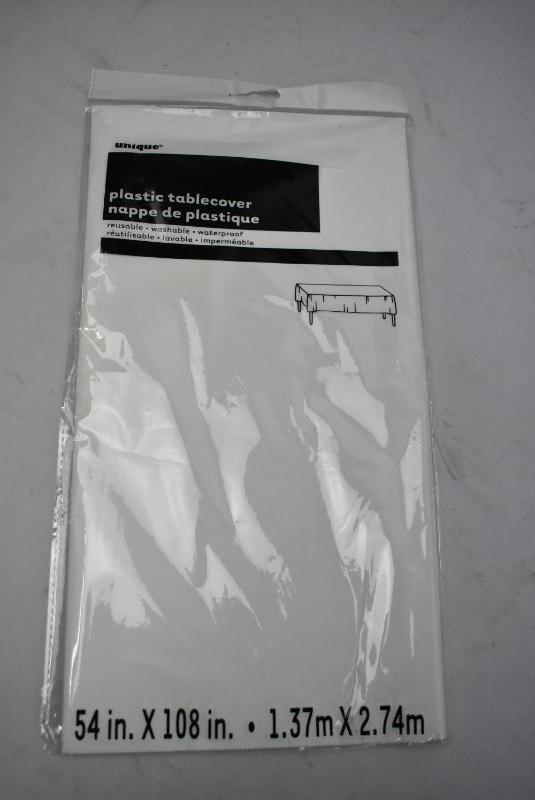 unique®
plastic tablecover
nappe de plastique
reusable • washable • waterproof
réutilisable • lavable • imperméable
54 in. X 108 in. • 1.37m X 2.74m